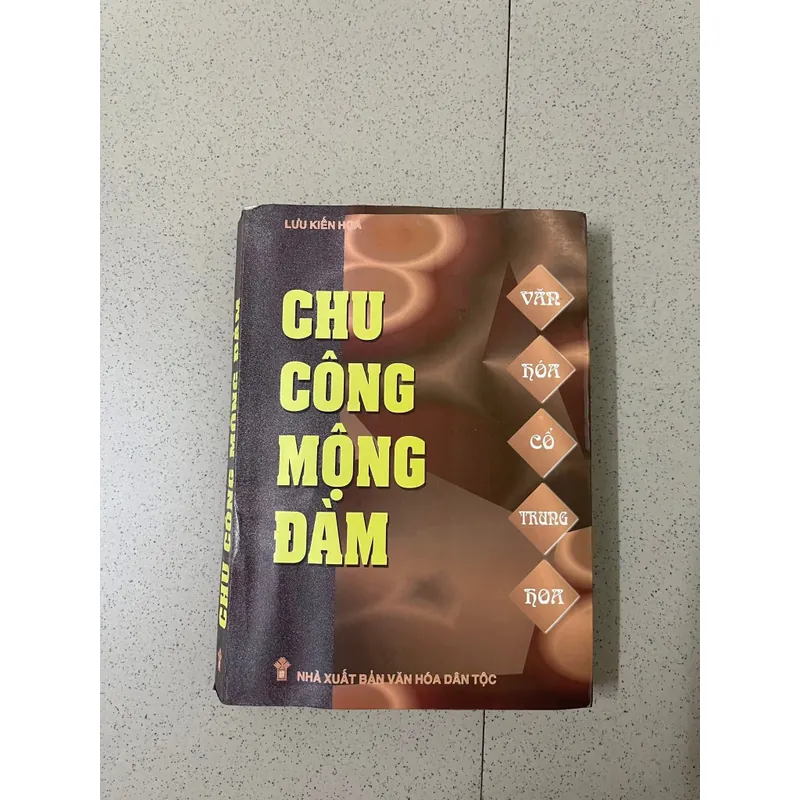 LƯU KIẾN HOA
CHU
CÔNG
MỘNG
ĐÀM
VĂN
HÓA
CỔ
TRUNG
HOA
NHÀ XUẤT BẢN VĂN HÓA DÂN TỘC
CHU CÔNG MỘNG ĐÀM